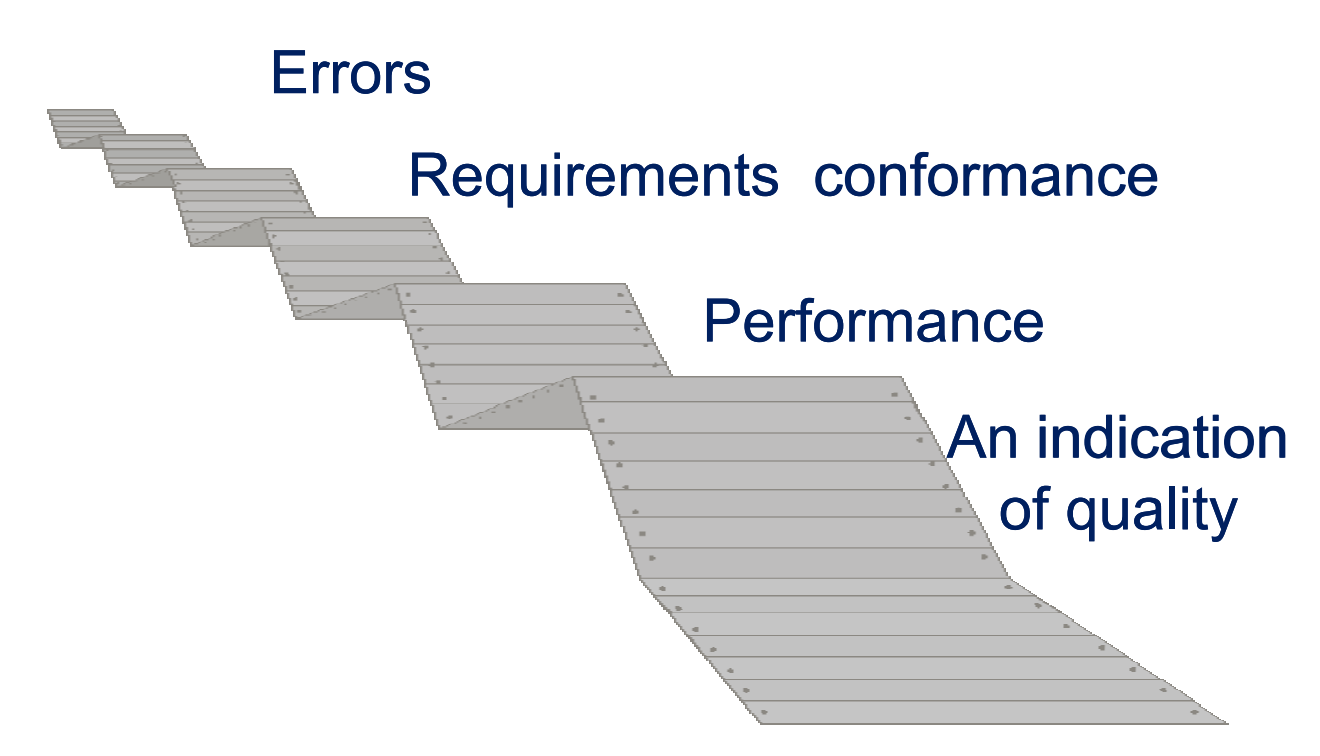 Errors
Requirements conformance
Performance
An indication
of quality